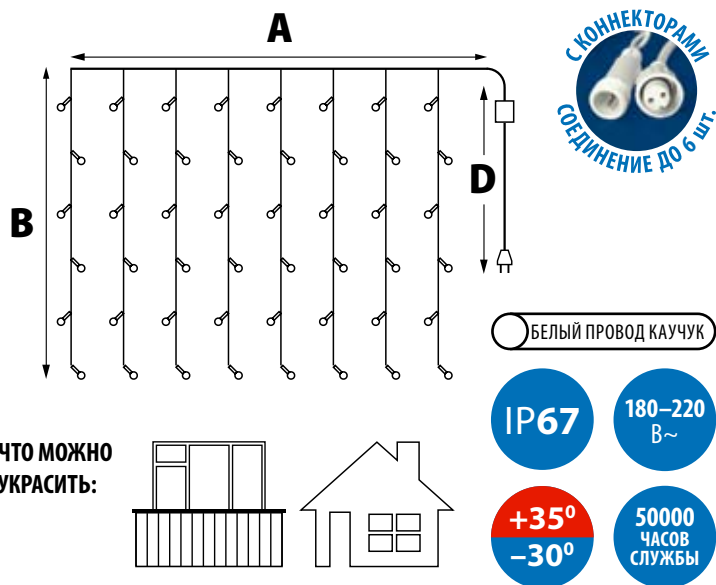 A
B
D
С КОННЕКТОРАМИ
СОЕДИНЕНИЕ ДО 6 шт.
БЕЛЫЙ ПРОВОД КАУЧУК
IP67
180–220
В~
ЧТО МОЖНО
УКРАСИТЬ:
+35⁰
–30⁰
50000
ЧАСОВ
СЛУЖБЫ